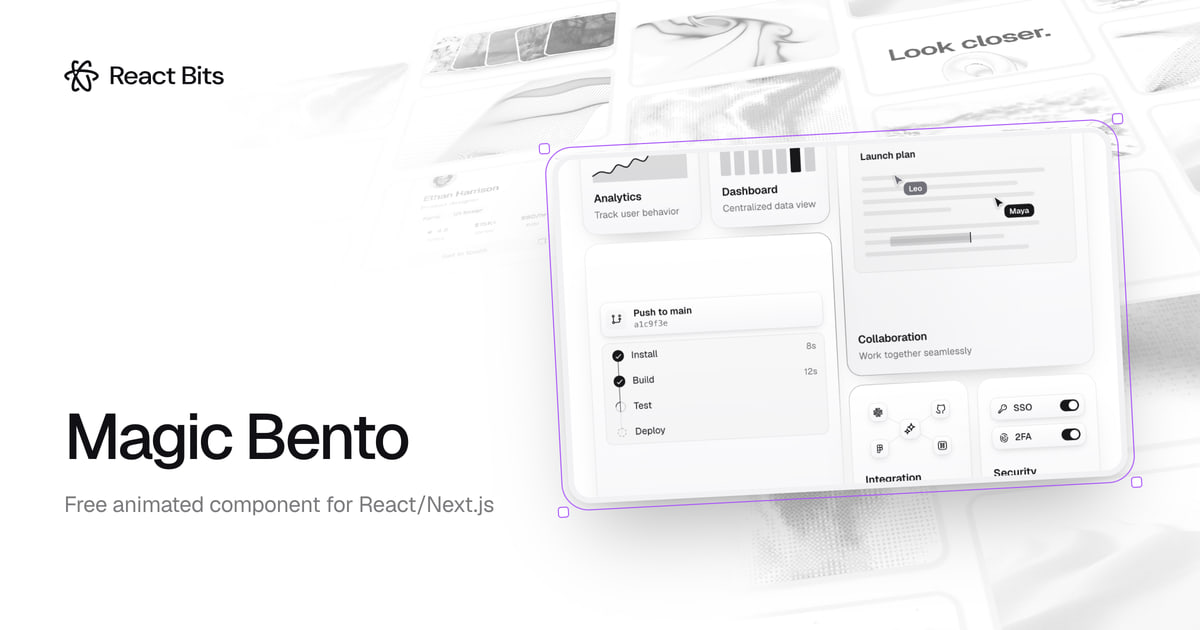 React Bits
Look closer.
Ethan Harrison
Launch plan
Leo
Maya
Analytics
Track user behavior
Dashboard
Centralized data view
Push to main
a1c9f3e
Install
8s
Build
12s
Test
Deploy
Collaboration
Work together seamlessly
SSO
2FA
Integration
Security
Magic Bento
Free animated component for React/Next.js